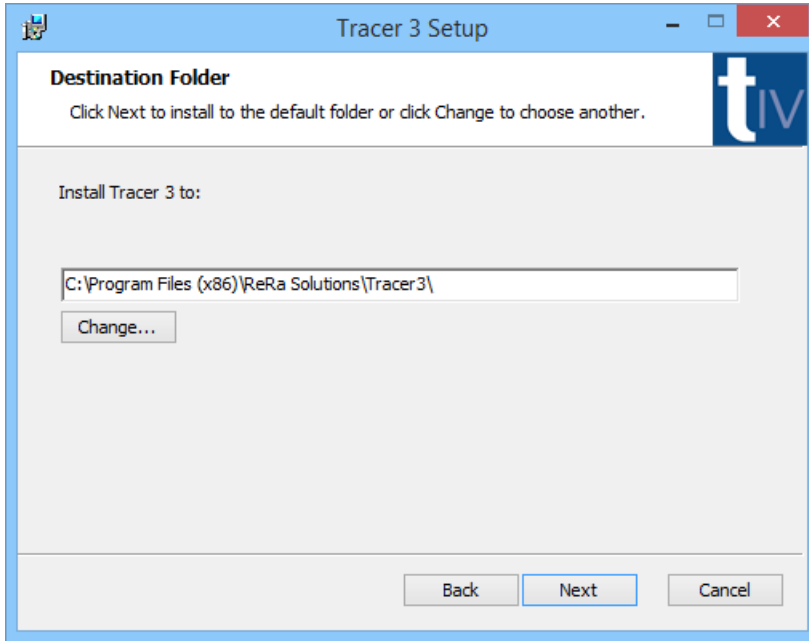 Tracer 3 Setup
Destination Folder
Click Next to install to the default folder or click Change to choose another.
tIV
Install Tracer 3 to:
C:\Program Files (x86)\ReRa Solutions\Tracer3\
Change...
Back Next Cancel